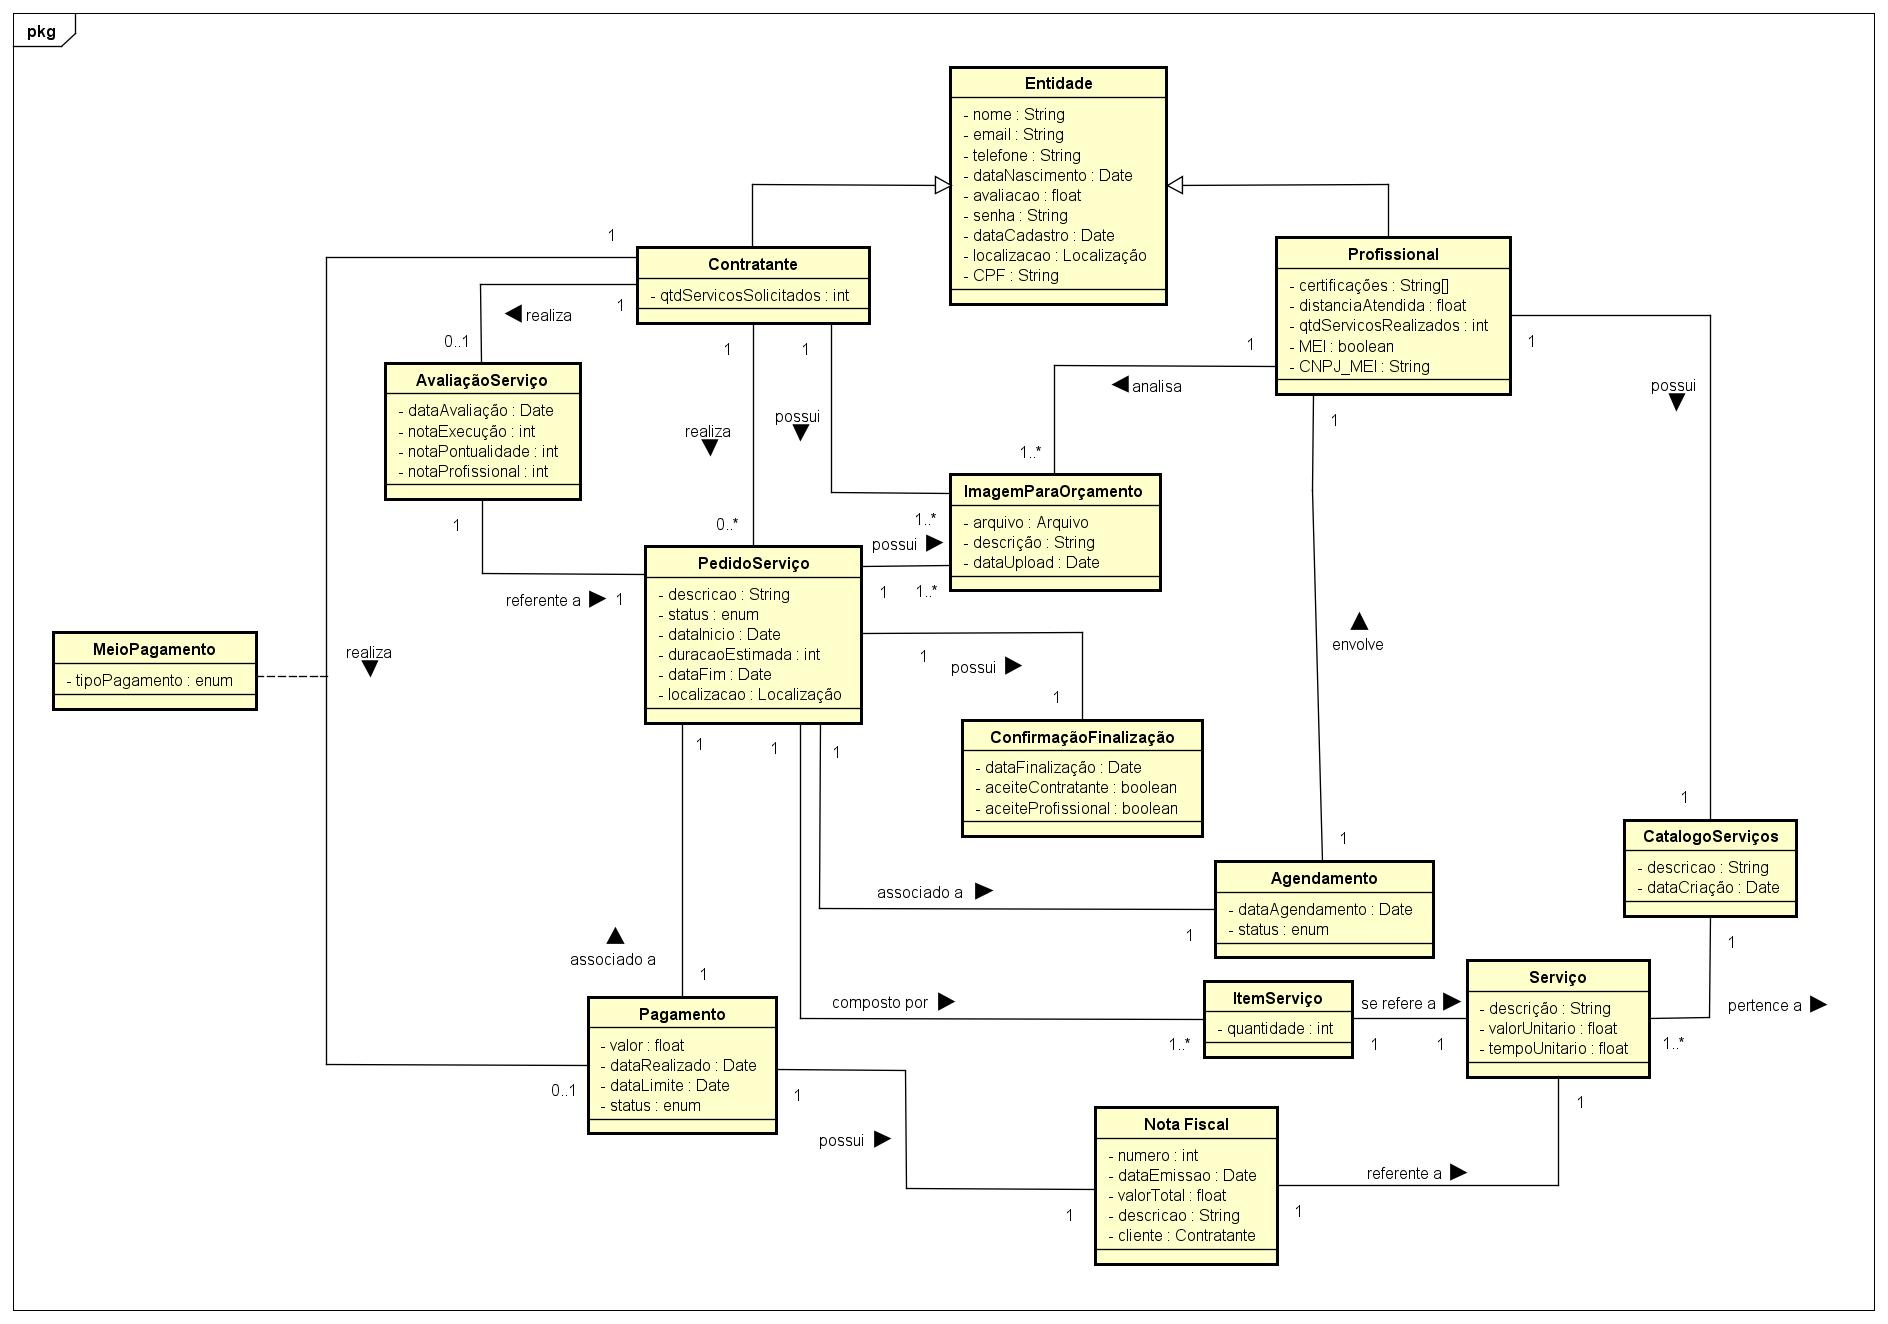 pkg
Entidade
- nome : String
- email : String
- telefone : String
- dataNascimento : Date
- avaliacao : float
- senha : String
- dataCadastro : Date
- localizacao : Localização
- CPF : String
1
Contratante
- qtdServicosSolicitados : int
Profissional
- certificações : String[]
- distanciaAtendida : float
- qtdServicosRealizados : int
- MEI : boolean
- CNPJ_MEI : String
realiza
1
0..1
1
1
1
1
analisa
possui
1
AvaliaçãoServiço
- dataAvaliação : Date
- notaExecução : int
- notaPontualidade : int
- notaProfissional : int
realiza
possui
1..*
ImagemParaOrçamento
- arquivo : Arquivo
- descrição : String
- dataUpload : Date
1
0..*
1..*
possui
1
1..*
referente a
1
PedidoServiço
- descricao : String
- status : enum
- dataInicio : Date
- duracaoEstimada : int
- dataFim : Date
- localizacao : Localização
MeioPagamento
- tipoPagamento : enum
realiza
envolve
1
possui
1
ConfirmaçãoFinalização
- dataFinalização : Date
- aceiteContratante : boolean
- aceiteProfissional : boolean
1
1
1
1
1
CatalogoServiços
- descricao : String
- dataCriação : Date
Agendamento
- dataAgendamento : Date
- status : enum
associado a
1
1
associado a
1
Pagamento
- valor : float
- dataRealizado : Date
- dataLimite : Date
- status : enum
composto por
1..*
ItemServiço
- quantidade : int
se refere a
1
1
Serviço
- descrição : String
- valorUnitario : float
- tempoUnitario : float
pertence a
1..*
0..1
1
1
possui
Nota Fiscal
- numero : int
- dataEmissao : Date
- valorTotal : float
- descricao : String
- cliente : Contratante
referente a
1
1